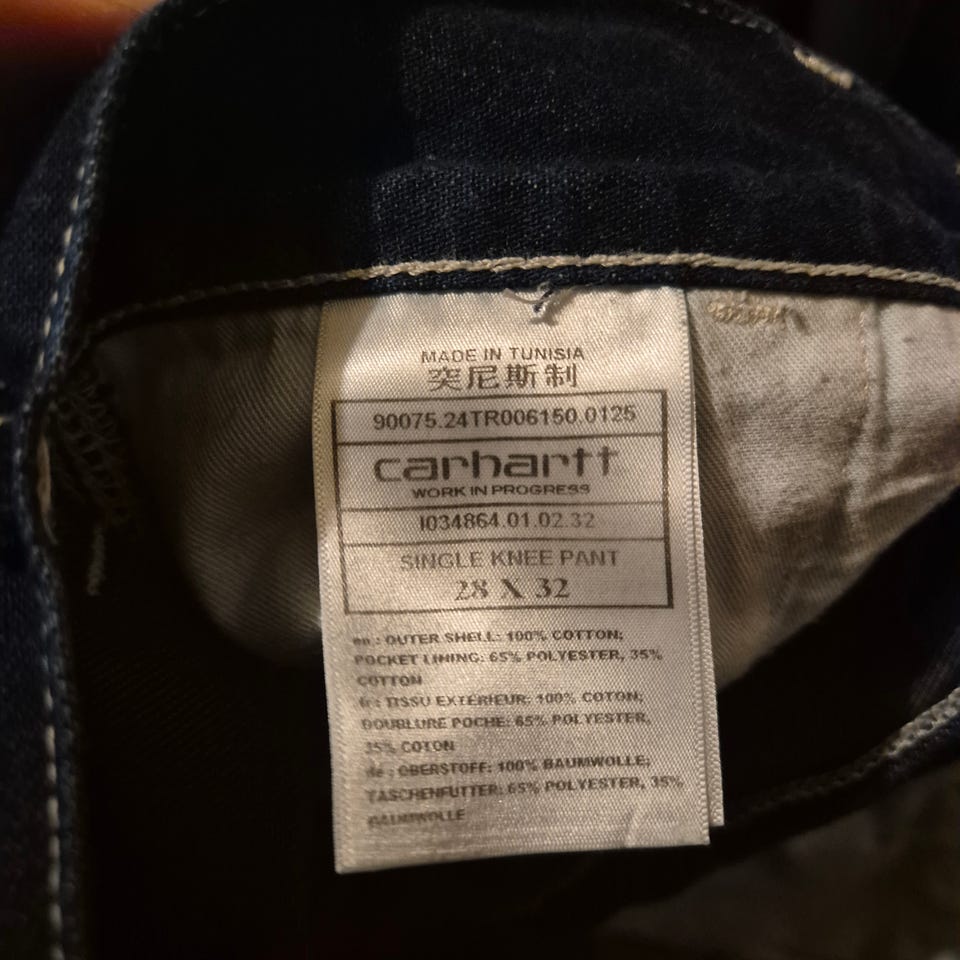 MADE IN TUNISIA
突尼斯制
90075.24TR006150.0125
carhartt
WORK IN PROGRESS
I034864.01.02.32
SINGLE KNEE PANT
28 X 32
en : OUTER SHELL: 100% COTTON;
POCKET LINING: 65% POLYESTER, 35%
COTTON
fr : TISSU EXTÉRIEUR: 100% COTON;
DOUBLURE POCHE: 65% POLYESTER,
35% COTON
de : OBERSTOFF: 100% BAUMWOLLE;
TASCHENFUTTER: 65% POLYESTER, 35%
BAUMWOLLE